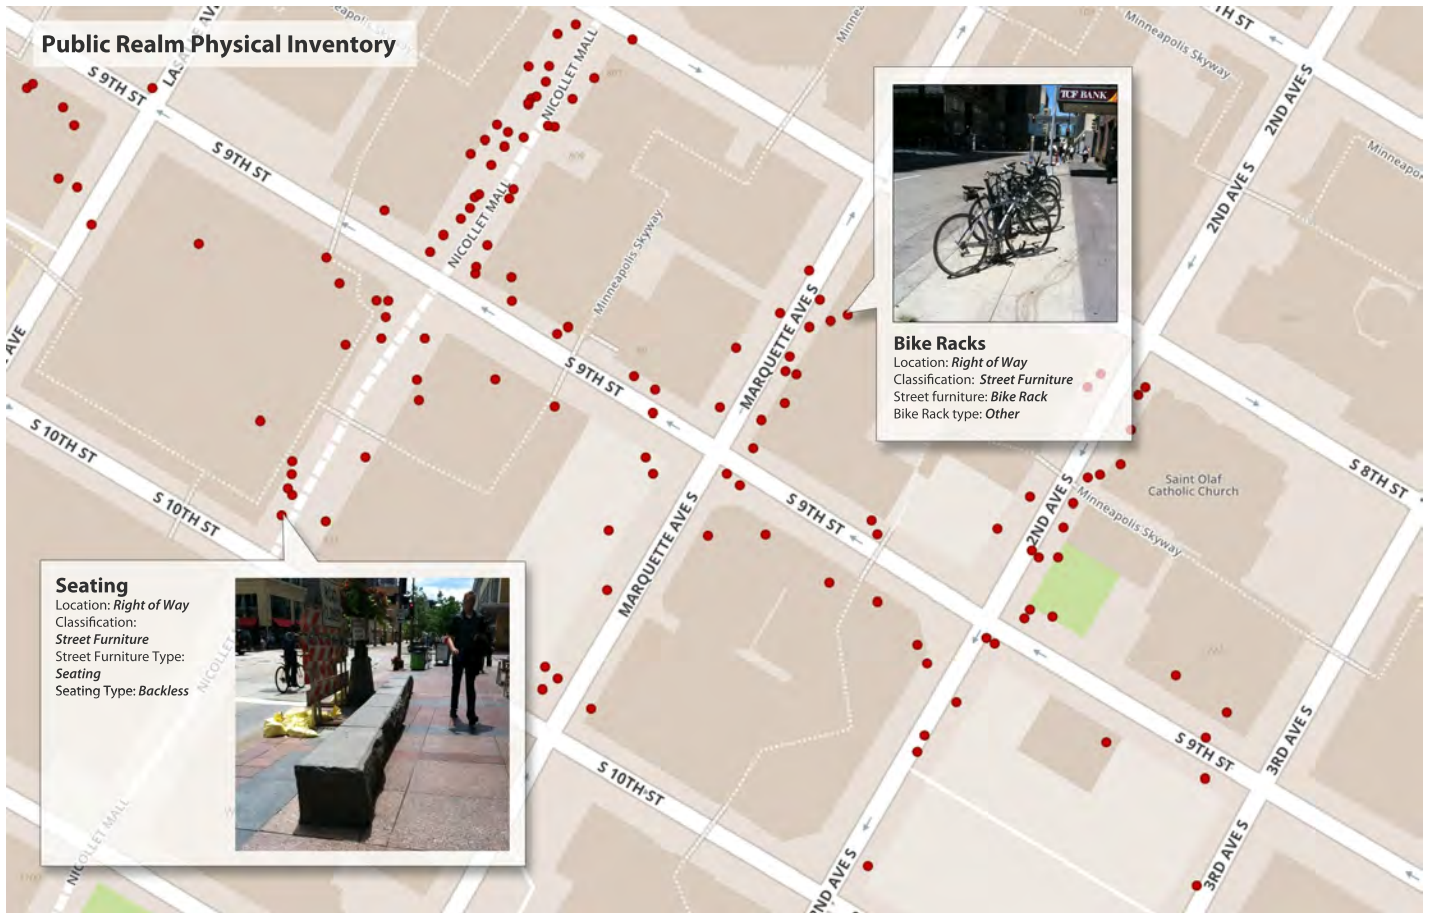 Public Realm Physical Inventory
S 9TH ST
S 9TH ST
NICOLLET MALL
NICOLLET MALL
Minneapolis Skyway
Minneapolis Skyway
2ND AVE S
2ND AVE S
TCF BANK
Bike Racks
Location: Right of Way
Classification: Street Furniture
Street furniture: Bike Rack
Bike Rack type: Other
MARQUETTE AVE S
S 9TH ST
S 10TH ST
S 10TH ST
S 8TH ST
Saint Olaf
Catholic Church
Minneapolis Skyway
2ND AVE S
S 9TH ST
MARQUETTE AVE S
Seating
Location: Right of Way
Classification:
Street Furniture
Street Furniture Type:
Seating
Seating Type: Backless
S 9TH ST
3RD AVE S
S 10TH ST
NICOLLET MALL
3RD AVE S